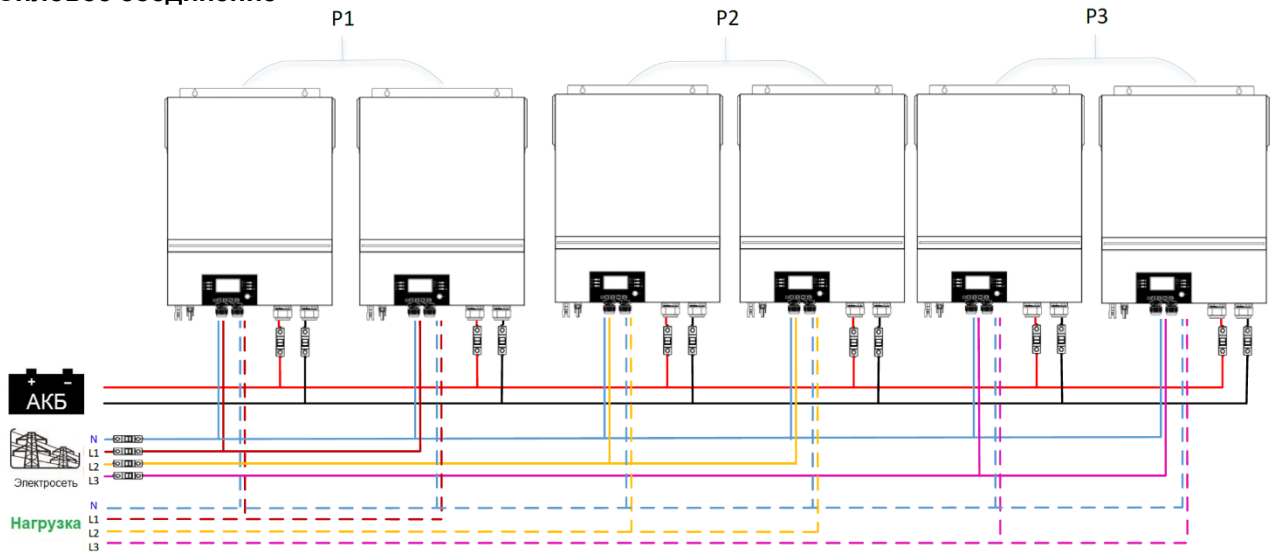 P1
P2
P3
+ −
АКБ
N
L1
L2
L3
Электросеть
N
Нагрузка L1
L2
L3